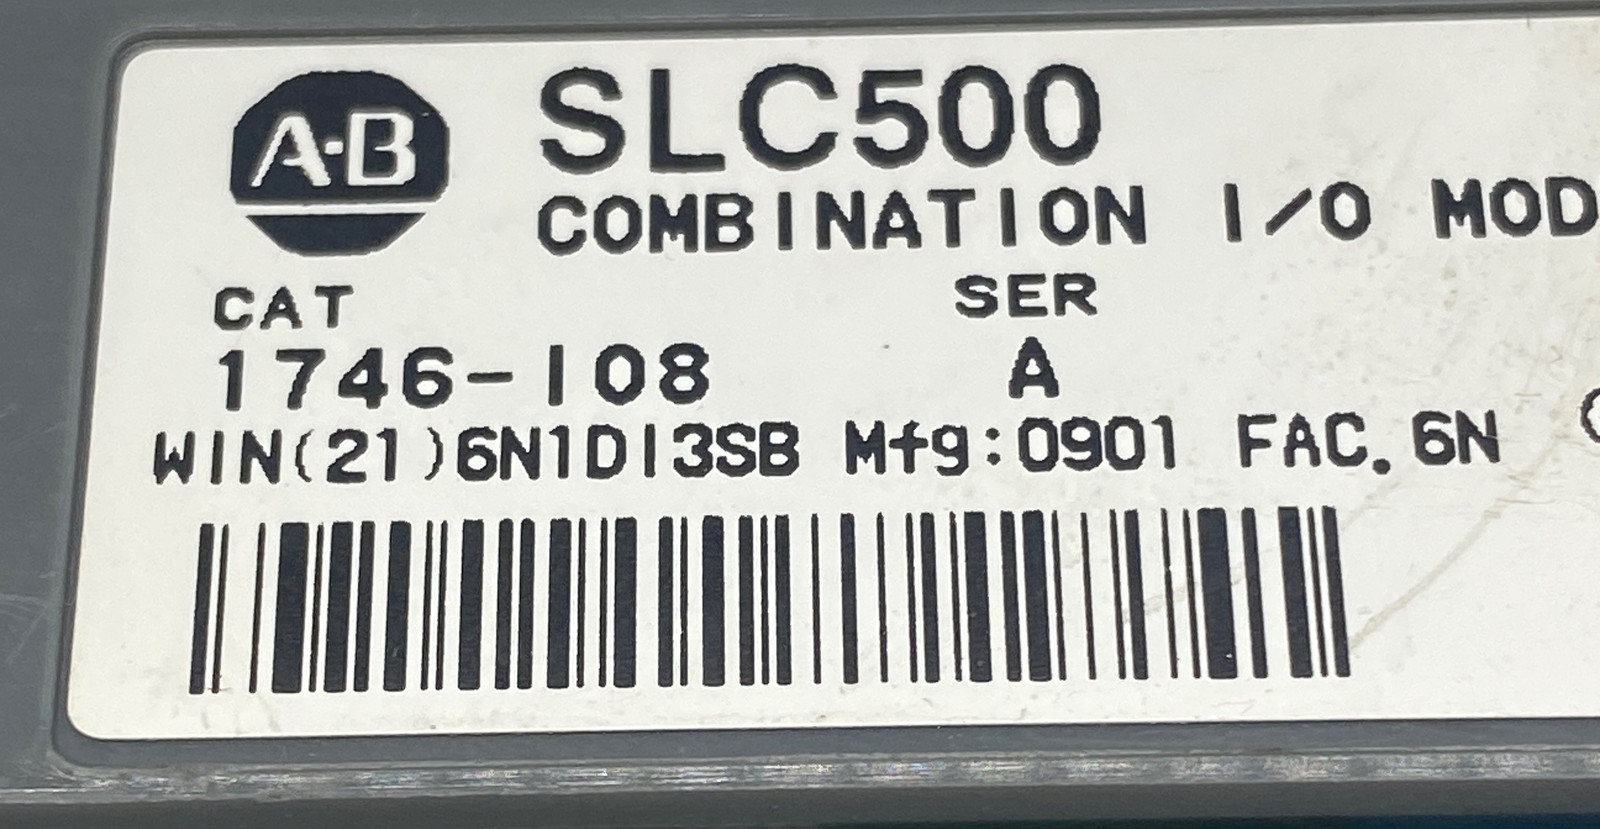 A-B
SLC500
COMBINATION I/O MOD
CAT SER
1746-IO8 A
WIN(21)6N1DI3SB Mfg:0901 FAC.6N